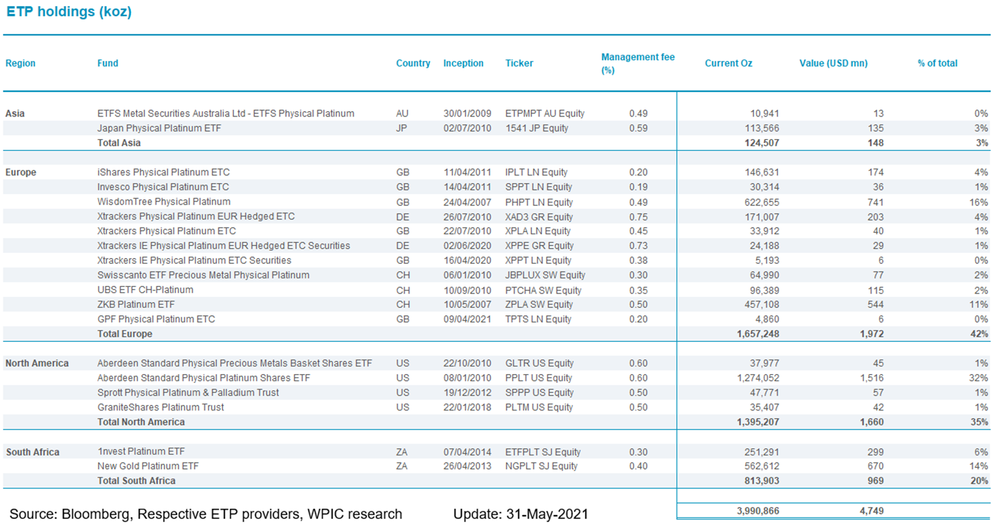 ETP holdings (koz)
Region Fund Country Inception Ticker Management fee (%) Current Oz Value (USD mn) % of total
Asia ETFS Metal Securities Australia Ltd - ETFS Physical Platinum AU 30/01/2009 ETPMPT AU Equity 0.49 10,941 13 0%
Japan Physical Platinum ETF JP 02/07/2010 1541 JP Equity 0.59 113,566 135 3%
Total Asia 124,507 148 3%
Europe iShares Physical Platinum ETC GB 11/04/2011 IPLT LN Equity 0.20 146,631 174 4%
Invesco Physical Platinum ETC GB 14/04/2011 SPPT LN Equity 0.19 30,314 36 1%
WisdomTree Physical Platinum GB 24/04/2007 PHPT LN Equity 0.49 622,655 741 16%
Xtrackers Physical Platinum EUR Hedged ETC DE 26/07/2010 XAD3 GR Equity 0.75 171,007 203 4%
Xtrackers Physical Platinum ETC GB 22/07/2010 XPLA LN Equity 0.45 33,912 40 1%
Xtrackers IE Physical Platinum EUR Hedged ETC Securities DE 02/06/2020 XPPE GR Equity 0.73 24,188 29 1%
Xtrackers IE Physical Platinum ETC Securities GB 16/04/2020 XPPT LN Equity 0.38 5,193 6 0%
Swisscanto ETF Precious Metal Physical Platinum CH 06/01/2010 JBPLUX SW Equity 0.30 64,990 77 2%
UBS ETF CH-Platinum CH 10/09/2010 PTCHA SW Equity 0.35 96,389 115 2%
ZKB Platinum ETF CH 10/05/2007 ZPLA SW Equity 0.50 457,108 544 11%
GPF Physical Platinum ETC GB 09/04/2021 TPTS LN Equity 0.20 4,860 6 0%
Total Europe 1,657,248 1,972 42%
North America Aberdeen Standard Physical Precious Metals Basket Shares ETF US 22/10/2010 GLTR US Equity 0.60 37,977 45 1%
Aberdeen Standard Physical Platinum Shares ETF US 08/01/2010 PPLT US Equity 0.60 1,274,052 1,516 32%
Sprott Physical Platinum & Palladium Trust US 19/12/2012 SPPP US Equity 0.50 47,771 57 1%
GraniteShares Platinum Trust US 22/01/2018 PLTM US Equity 0.50 35,407 42 1%
Total North America 1,395,207 1,660 35%
South Africa 1nvest Platinum ETF ZA 07/04/2014 ETFPLT SJ Equity 0.30 251,291 299 6%
New Gold Platinum ETF ZA 26/04/2013 NGPLT SJ Equity 0.40 562,612 670 14%
Total South Africa 813,903 969 20%
3,990,866 4,749
Source: Bloomberg, Respective ETP providers, WPIC research Update: 31-May-2021